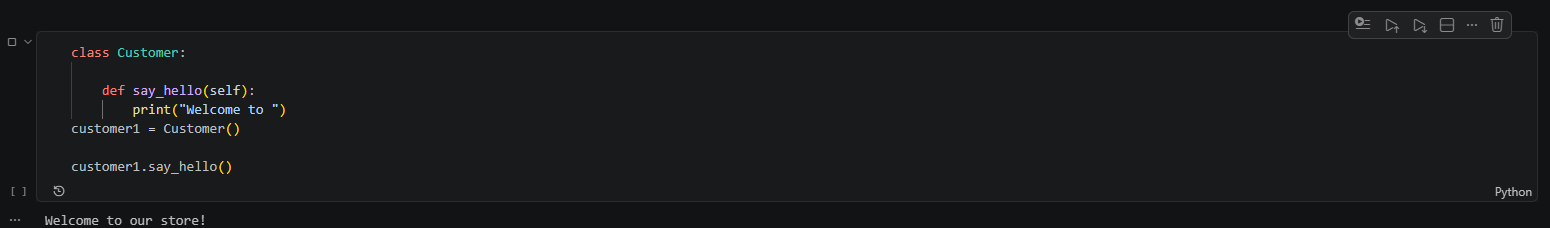 class Customer:
def say_hello(self):
print("Welcome to ")
customer1 = Customer()
customer1.say_hello()
[ ]
Python
Welcome to our store!